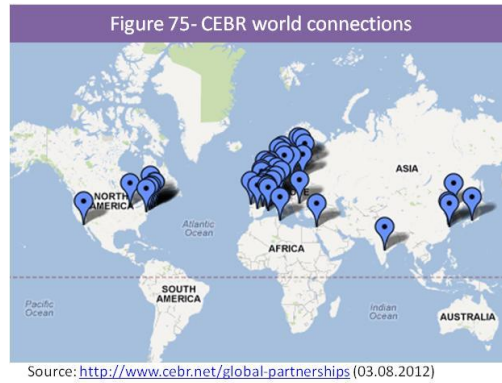 Figure 75- CEBR world connections
ASIA
NORTH
AMERICA
Atlantic
Ocean
AFRICA
SOUTH
AMERICA
Pacific
Ocean
Indian
Ocean
AUSTRALIA
Source: http://www.cebr.net/global-partnerships (03.08.2012)